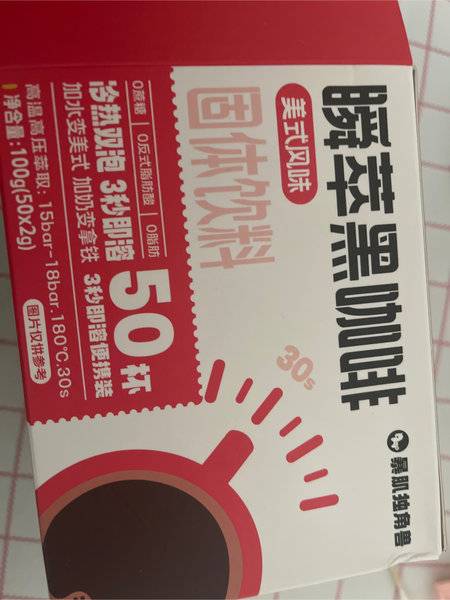 瞬萃黑咖啡
暴肌独角兽
美式风味
固体饮料
30s
0蔗糖 | 0反式脂肪酸 | 0脂肪
冷热双泡 3秒即溶
加水变美式 加奶变拿铁 3秒即溶便携装
50杯
高温高压萃取:15bar-18bar.180℃.30s
净含量:100g(50x2g)
图片仅供参考